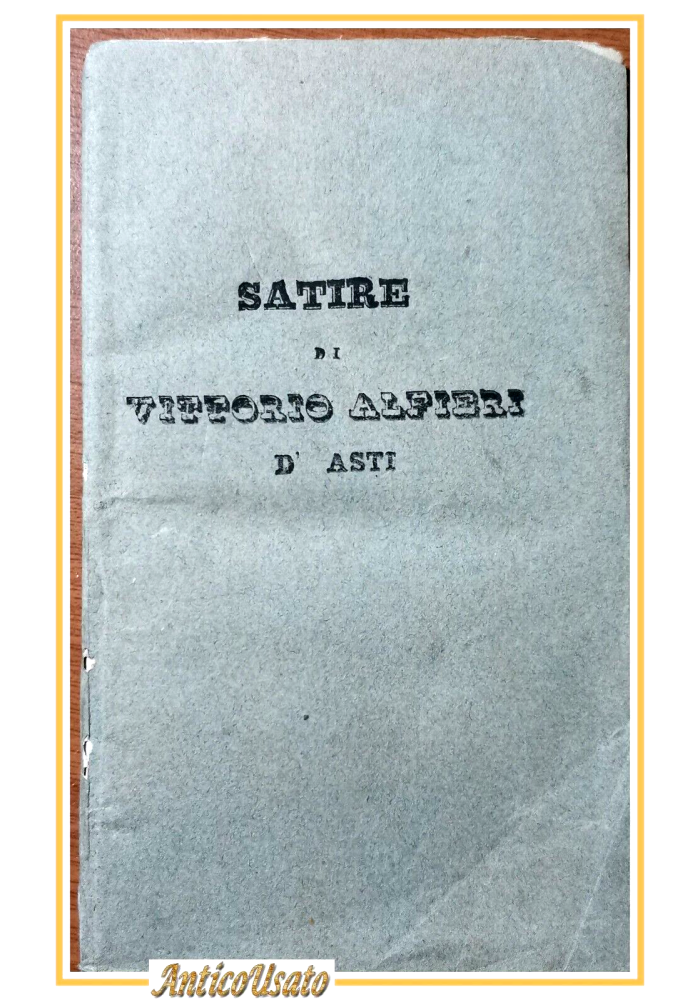 SATIRE
DI
VITTORIO ALFIERI
D' ASTI
AnticoUsato